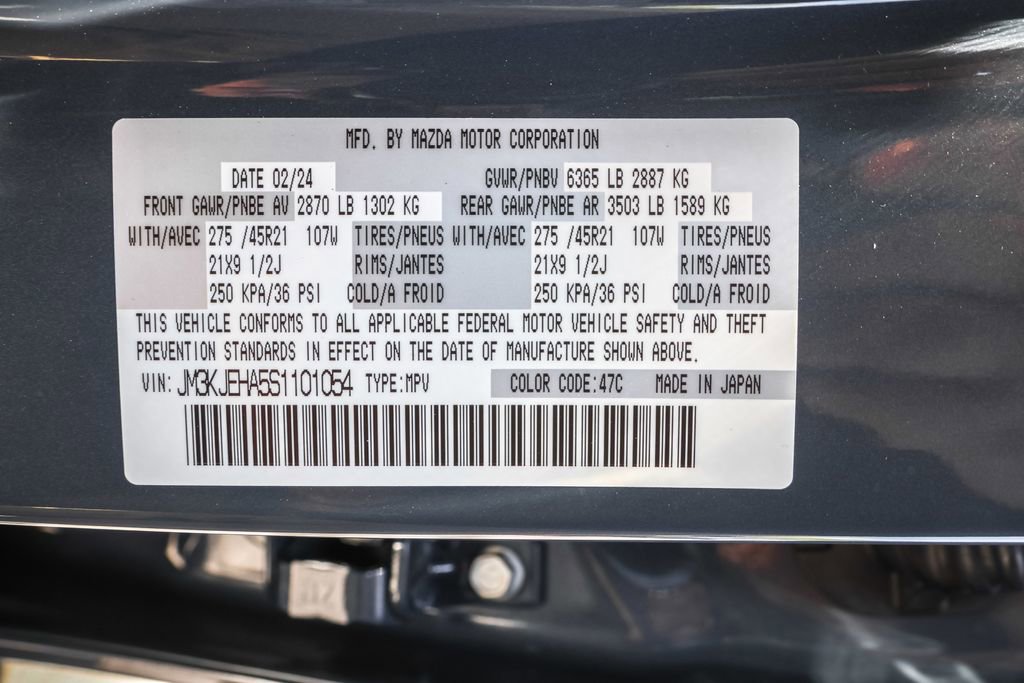 MFD. BY MAZDA MOTOR CORPORATION
DATE 02/24 GVWR/PNBV 6365 LB 2887 KG
FRONT GAWR/PNBE AV 2870 LB 1302 KG REAR GAWR/PNBE AR 3503 LB 1589 KG
WITH/AVEC 275 /45R21 107W TIRES/PNEUS WITH/AVEC 275 /45R21 107W TIRES/PNEUS
21X9 1/2J RIMS/JANTES 21X9 1/2J RIMS/JANTES
250 KPA/36 PSI COLD/A FROID 250 KPA/36 PSI COLD/A FROID
THIS VEHICLE CONFORMS TO ALL APPLICABLE FEDERAL MOTOR VEHICLE SAFETY AND THEFT
PREVENTION STANDARDS IN EFFECT ON THE DATE OF MANUFACTURE SHOWN ABOVE.
VIN: JM3KJEHA5S1101054 TYPE:MPV COLOR CODE:47C MADE IN JAPAN